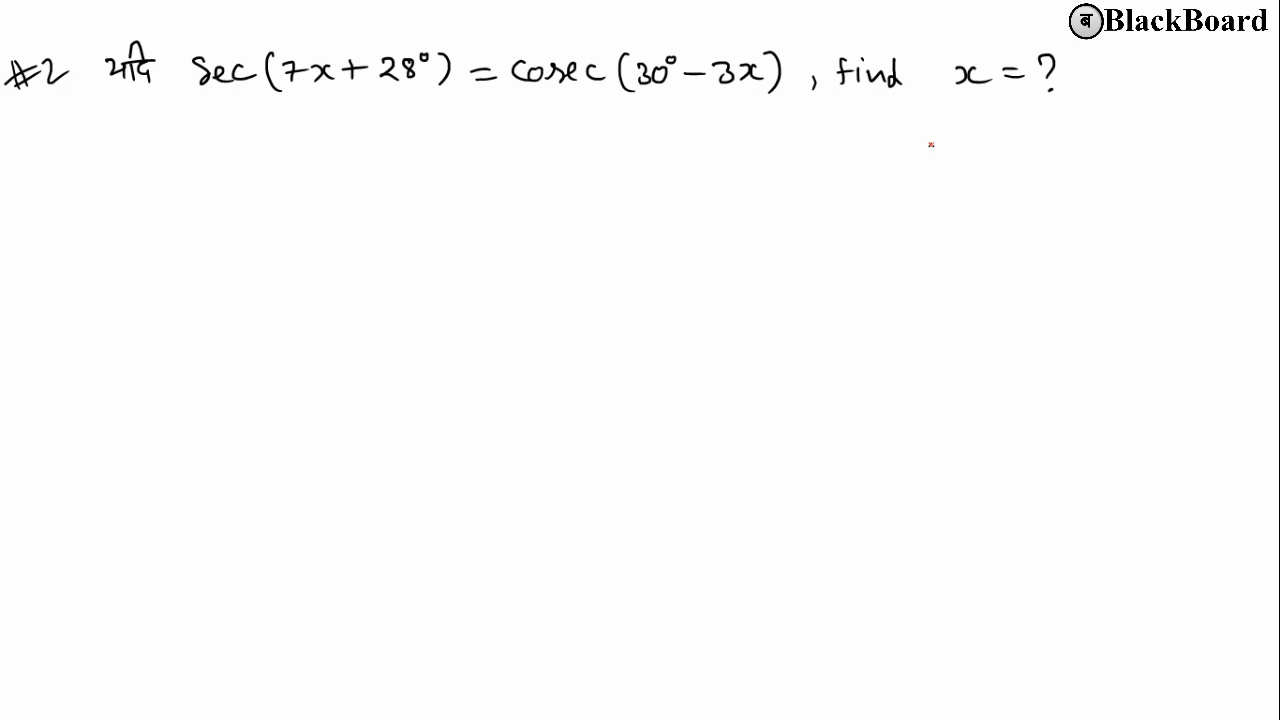 ब BlackBoard
#2 यदि Sec(7x+28°) = Cosec(30°-3x), find x=?